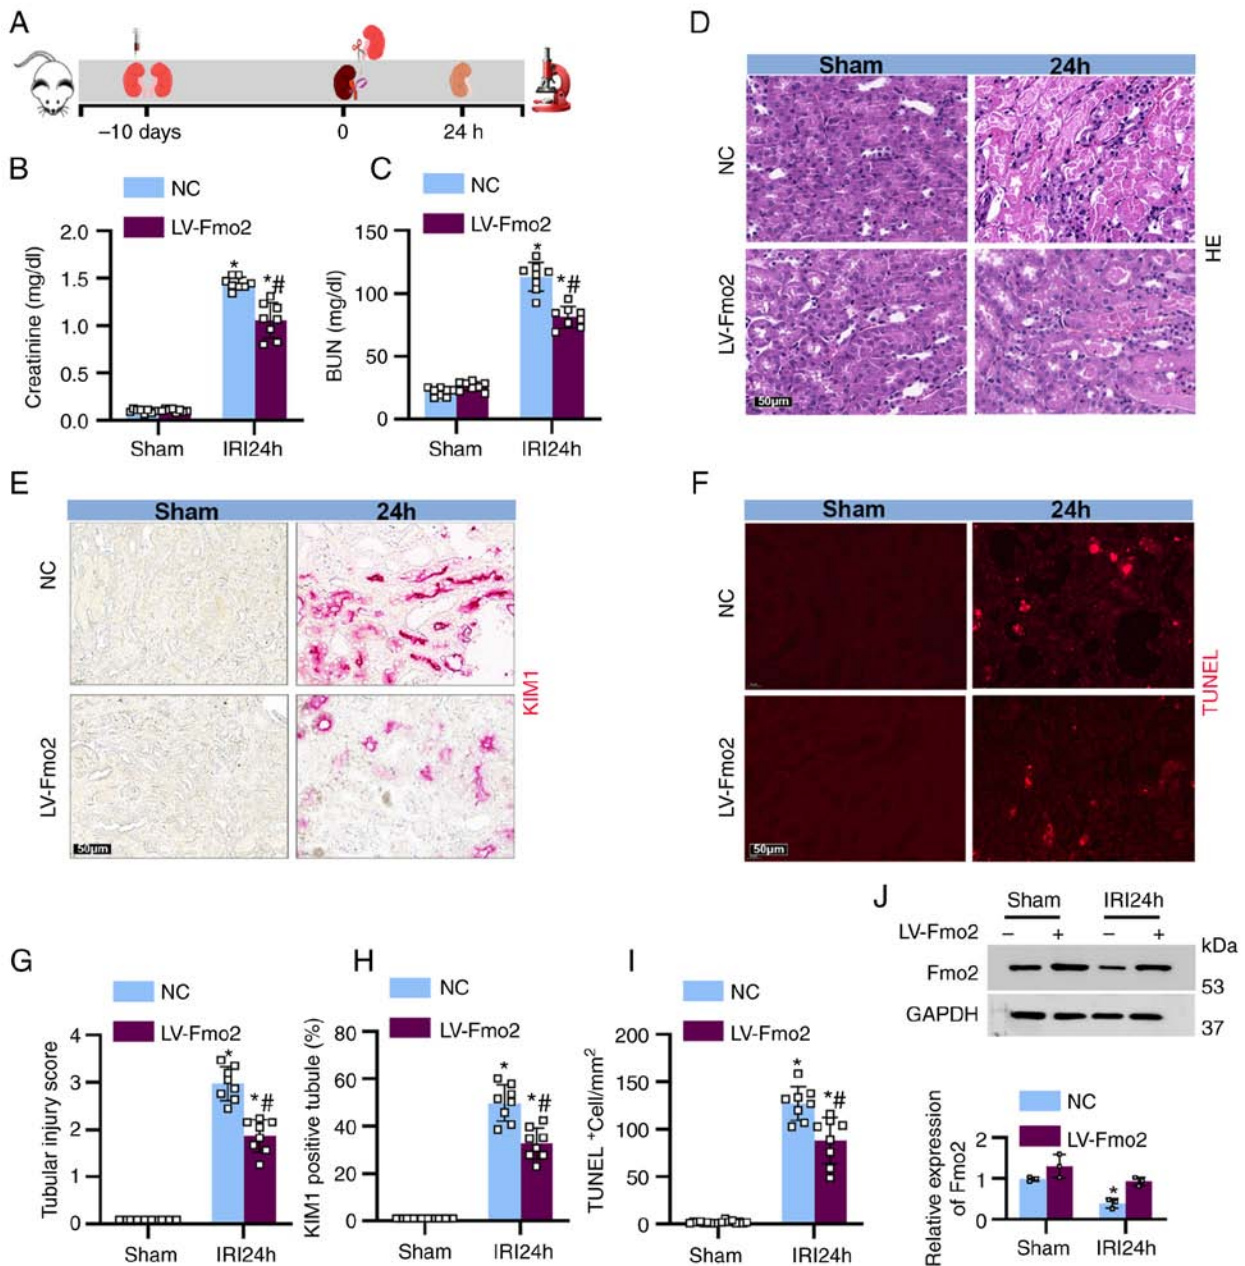 A
−10 days
0
24 h
B
NC
LV-Fmo2
Creatinine (mg/dl)
2.0
1.5
1.0
0.5
0.0
*
*#
Sham
IRI24h
C
NC
LV-Fmo2
BUN (mg/dl)
150
100
50
0
*
*#
Sham
IRI24h
D
Sham
24h
NC
LV-Fmo2
50μm
HE
E
Sham
24h
NC
LV-Fmo2
50μm
KIM1
F
Sham
24h
NC
LV-Fmo2
50μm
TUNEL
G
NC
LV-Fmo2
Tubular injury score
4
3
2
1
0
*
*#
Sham
IRI24h
H
NC
LV-Fmo2
KIM1 positive tubule (%)
80
60
40
20
0
*
*#
Sham
IRI24h
I
NC
LV-Fmo2
TUNEL ⁺Cell/mm²
200
150
100
50
0
*
*#
Sham
IRI24h
J
Sham IRI24h
LV-Fmo2 − + − +
kDa
Fmo2
53
GAPDH
37
NC
LV-Fmo2
Relative expression
of Fmo2
2
1
0
*
Sham
IRI24h